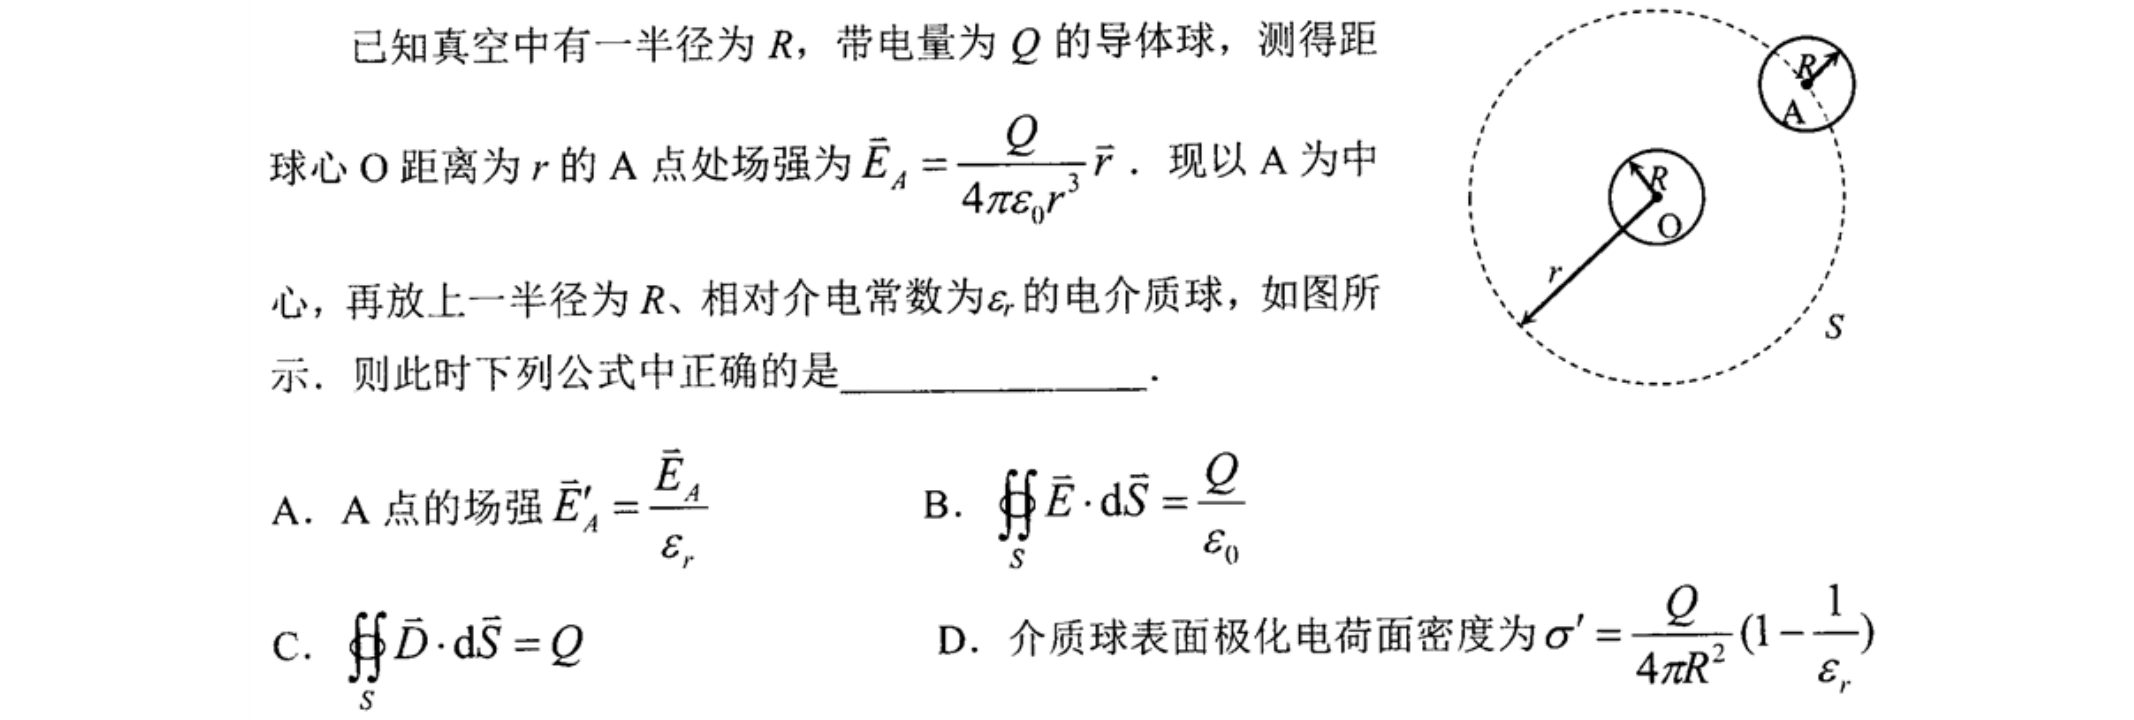 已知真空中有一半径为 R，带电量为 Q 的导体球，测得距
球心 O 距离为 r 的 A 点处场强为 $\vec{E}_A = \frac{Q}{4\pi\varepsilon_0 r^3}\vec{r}$．现以 A 为中
心，再放上一半径为 R、相对介电常数为 $\varepsilon_r$ 的电介质球，如图所
示．则此时下列公式中正确的是______________．
R
A
R
O
r
S
A．A 点的场强 $\vec{E}'_A = \frac{\vec{E}_A}{\varepsilon_r}$
B．$\oiint_S \vec{E} \cdot \mathrm{d}\vec{S} = \frac{Q}{\varepsilon_0}$
C．$\oiint_S \vec{D} \cdot \mathrm{d}\vec{S} = Q$
D．介质球表面极化电荷面密度为 $\sigma' = \frac{Q}{4\pi R^2}(1 - \frac{1}{\varepsilon_r})$